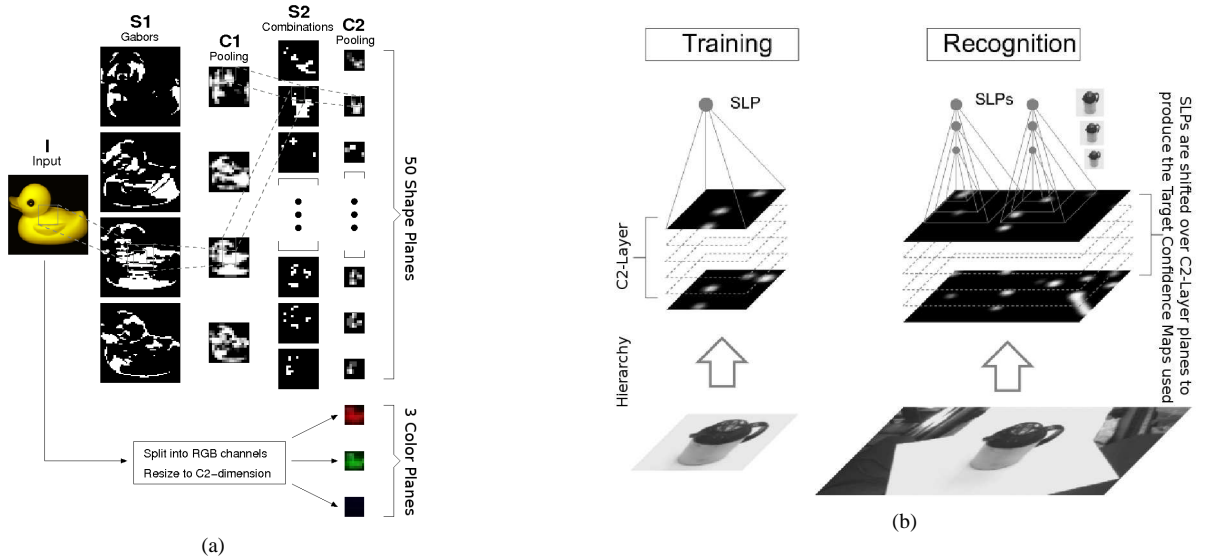 S1
Gabors
C1
Pooling
S2
Combinations
C2
Pooling
I
Input
50 Shape Planes
Split into RGB channels
Resize to C2−dimension
3 Color Planes
(a)
Training
SLP
C2-Layer
Hierarchy
Recognition
SLPs
SLPs are shifted over C2-Layer planes to
produce the Target Confidence Maps used
(b)